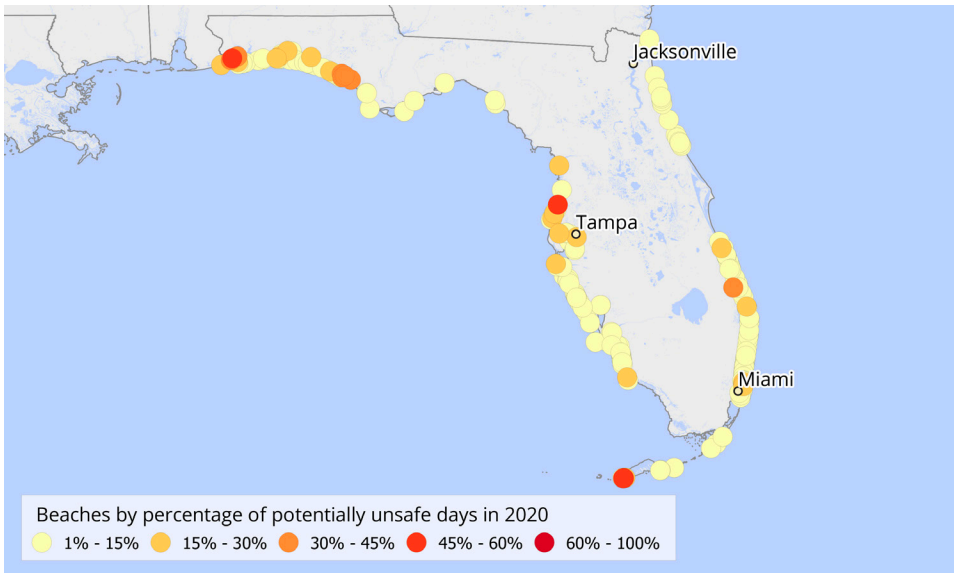 Jacksonville
Tampa
Miami
Beaches by percentage of potentially unsafe days in 2020
1% - 15% 15% - 30% 30% - 45% 45% - 60% 60% - 100%